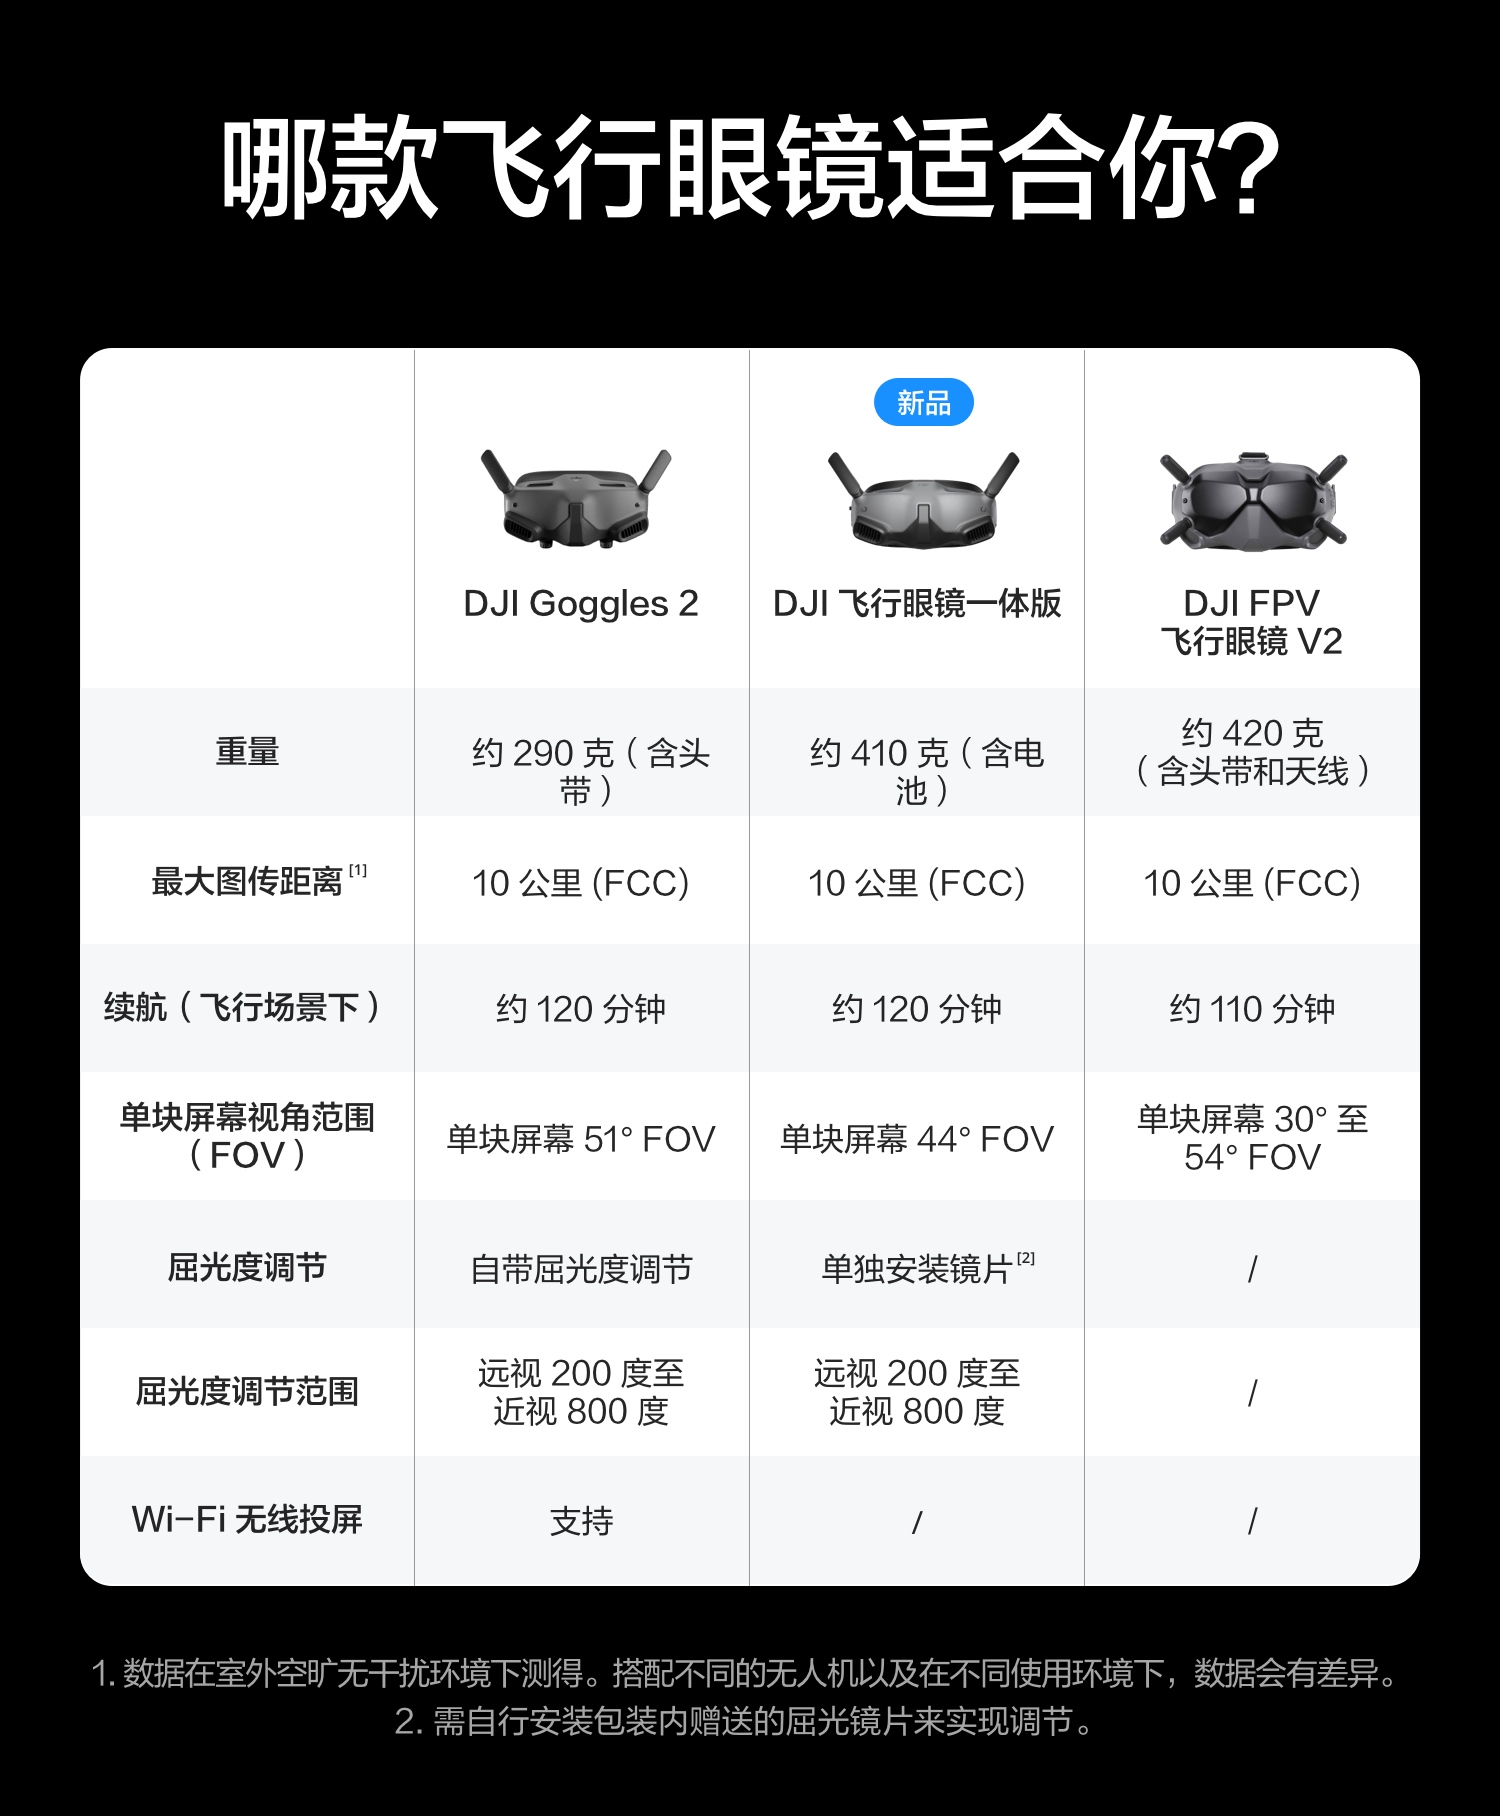 哪款飞行眼镜适合你?
新品
DJI Goggles 2
DJI 飞行眼镜一体版
DJI FPV
飞行眼镜 V2
重量
约 290 克（含头
带）
约 410 克（含电
池）
约 420 克
（含头带和天线）
最大图传距离[1]
10 公里 (FCC)
10 公里 (FCC)
10 公里 (FCC)
续航（飞行场景下）
约 120 分钟
约 120 分钟
约 110 分钟
单块屏幕视角范围
（FOV）
单块屏幕 51° FOV
单块屏幕 44° FOV
单块屏幕 30° 至
54° FOV
屈光度调节
自带屈光度调节
单独安装镜片[2]
/
屈光度调节范围
远视 200 度至
近视 800 度
远视 200 度至
近视 800 度
/
Wi-Fi 无线投屏
支持
/
/
1. 数据在室外空旷无干扰环境下测得。搭配不同的无人机以及在不同使用环境下，数据会有差异。
2. 需自行安装包装内赠送的屈光镜片来实现调节。